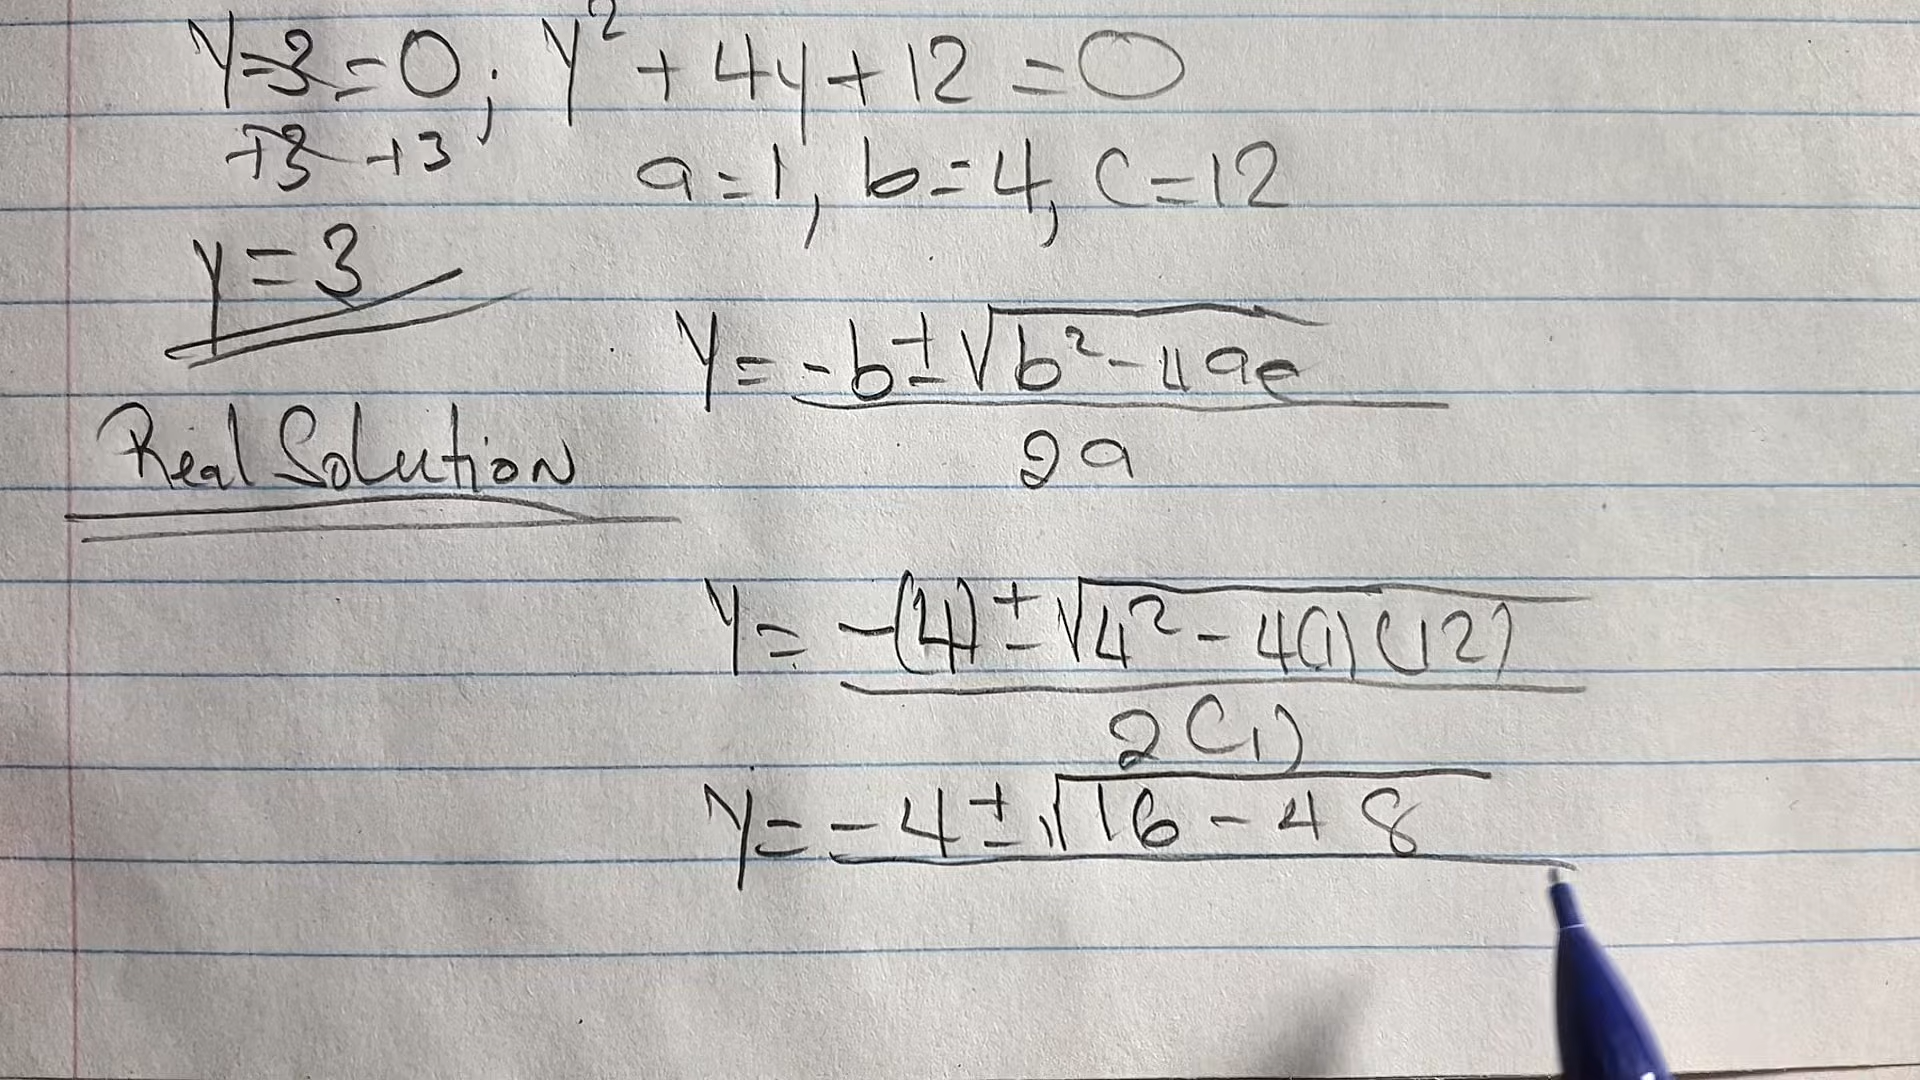 y-3=0; y²+4y+12=0
+3 +3 a=1, b=4, c=12
y=3
y=-b±√b²-4ac
2a
Real Solution
y=-(4)±√4²-4(1)(12)
2(1)
y=-4±√16-48